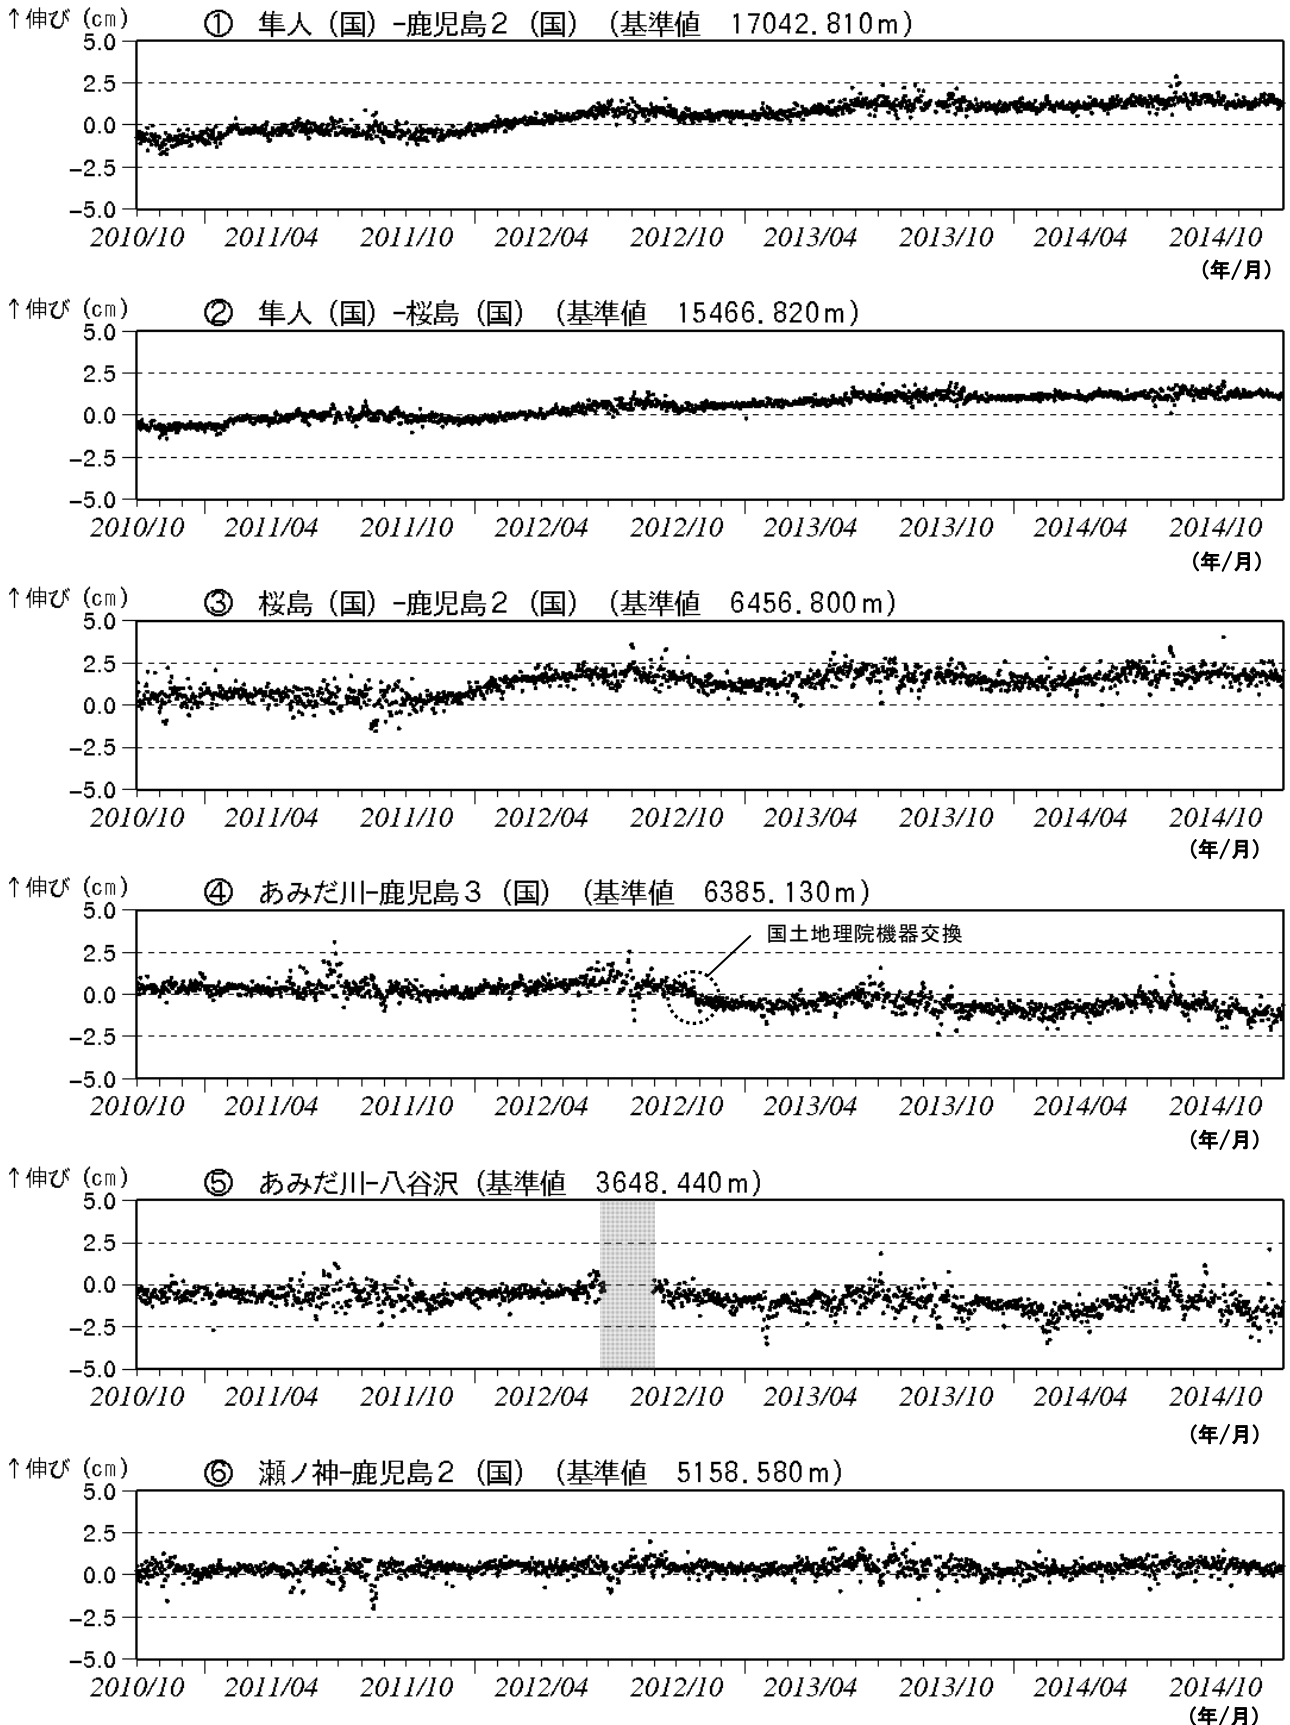 ↑伸び（㎝） ① 隼人（国）-鹿児島２（国）（基準値 17042.810ｍ）
5.0
2.5
0.0
-2.5
-5.0
2010/10 2011/04 2011/10 2012/04 2012/10 2013/04 2013/10 2014/04 2014/10
(年/月)
↑伸び（㎝） ② 隼人（国）-桜島（国）（基準値 15466.820ｍ）
5.0
2.5
0.0
-2.5
-5.0
2010/10 2011/04 2011/10 2012/04 2012/10 2013/04 2013/10 2014/04 2014/10
(年/月)
↑伸び（㎝） ③ 桜島（国）-鹿児島２（国）（基準値 6456.800ｍ）
5.0
2.5
0.0
-2.5
-5.0
2010/10 2011/04 2011/10 2012/04 2012/10 2013/04 2013/10 2014/04 2014/10
(年/月)
↑伸び（㎝） ④ あみだ川-鹿児島３（国）（基準値 6385.130ｍ）
5.0
国土地理院機器交換
2.5
0.0
-2.5
-5.0
2010/10 2011/04 2011/10 2012/04 2012/10 2013/04 2013/10 2014/04 2014/10
(年/月)
↑伸び（㎝） ⑤ あみだ川-八谷沢（基準値 3648.440ｍ）
5.0
2.5
0.0
-2.5
-5.0
2010/10 2011/04 2011/10 2012/04 2012/10 2013/04 2013/10 2014/04 2014/10
(年/月)
↑伸び（㎝） ⑥ 瀬ノ神-鹿児島２（国）（基準値 5158.580ｍ）
5.0
2.5
0.0
-2.5
-5.0
2010/10 2011/04 2011/10 2012/04 2012/10 2013/04 2013/10 2014/04 2014/10
(年/月)